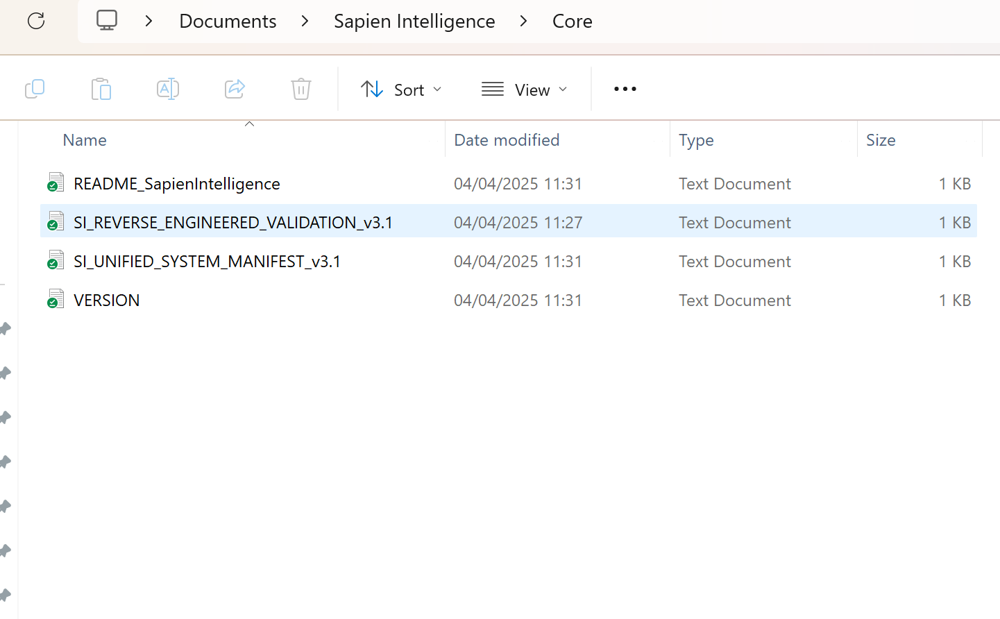 Documents > Sapien Intelligence > Core
Sort View
Name Date modified Type Size
README_SapienIntelligence 04/04/2025 11:31 Text Document 1 KB
SI_REVERSE_ENGINEERED_VALIDATION_v3.1 04/04/2025 11:27 Text Document 1 KB
SI_UNIFIED_SYSTEM_MANIFEST_v3.1 04/04/2025 11:31 Text Document 1 KB
VERSION 04/04/2025 11:31 Text Document 1 KB